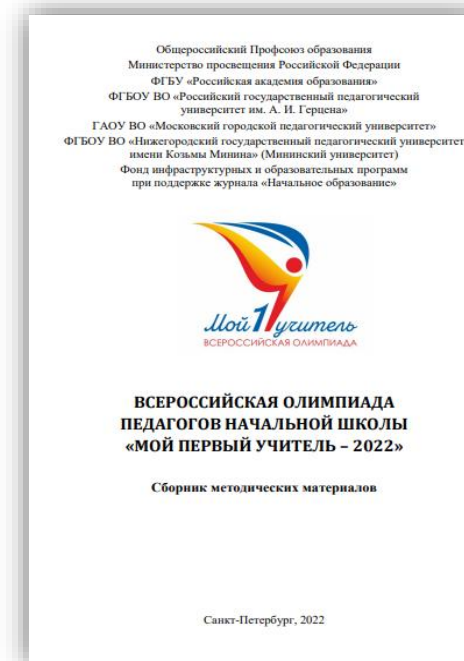 Общероссийский Профсоюз образования
Министерство просвещения Российской Федерации
ФГБУ «Российская академия образования»
ФГБОУ ВО «Российский государственный педагогический
университет им. А. И. Герцена»
ГАОУ ВО «Московский городской педагогический университет»
ФГБОУ ВО «Нижегородский государственный педагогический университет
имени Козьмы Минина» (Мининский университет)
Фонд инфраструктурных и образовательных программ
при поддержке журнала «Начальное образование»
Мой 1 учитель
ВСЕРОССИЙСКАЯ ОЛИМПИАДА
ВСЕРОССИЙСКАЯ ОЛИМПИАДА
ПЕДАГОГОВ НАЧАЛЬНОЙ ШКОЛЫ
«МОЙ ПЕРВЫЙ УЧИТЕЛЬ – 2022»
Сборник методических материалов
Санкт-Петербург, 2022